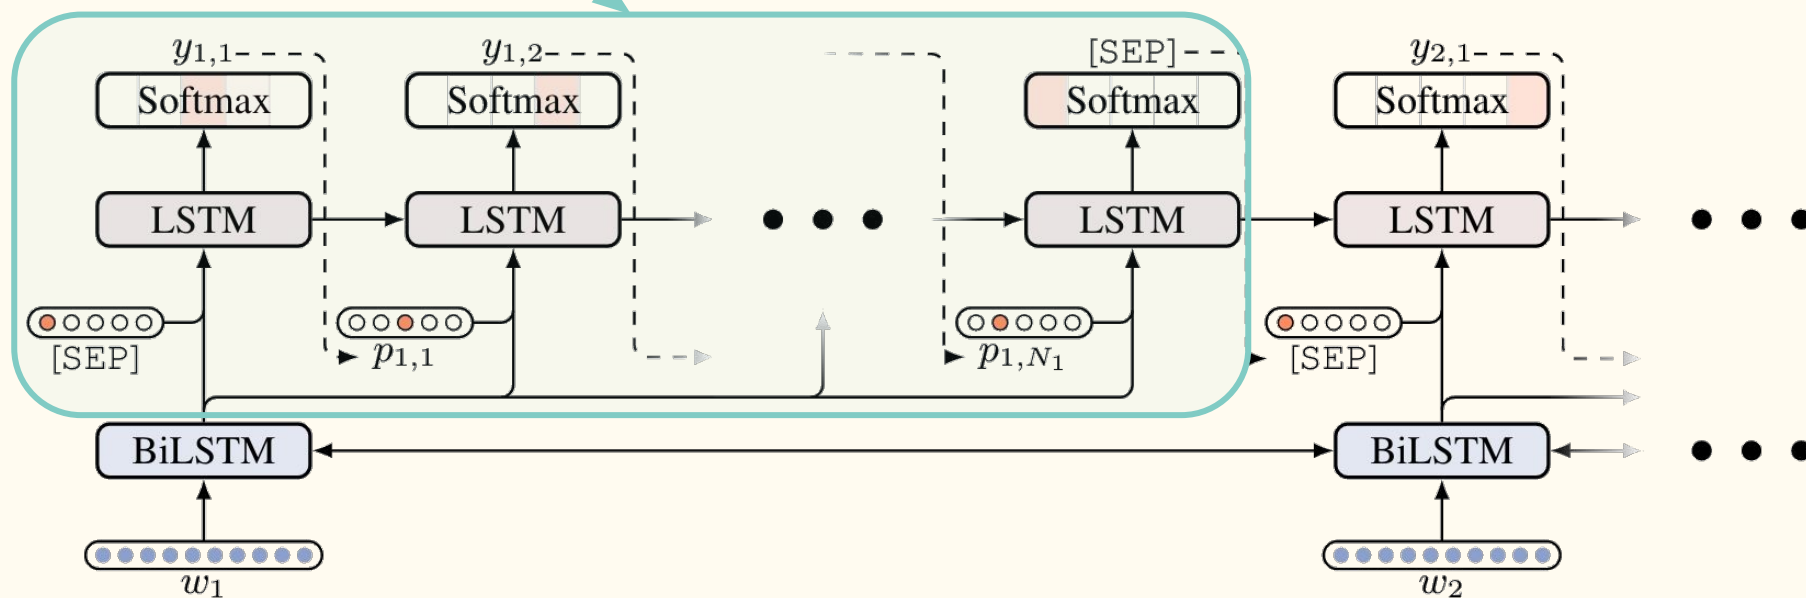 y1,1 y1,2 [SEP] y2,1
Softmax Softmax Softmax Softmax
LSTM LSTM LSTM LSTM
[SEP] p1,1 p1,N1 [SEP]
BiLSTM BiLSTM
w1 w2